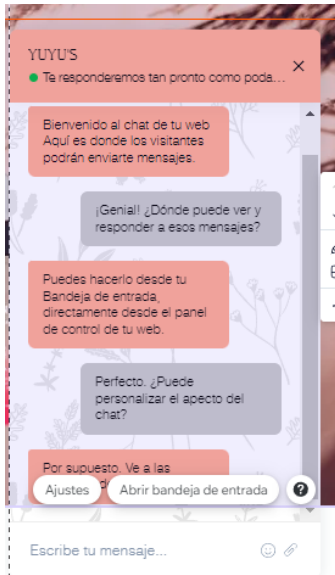 YUYU'S
Te responderemos tan pronto como poda...
Bienvenido al chat de tu web
Aquí es donde los visitantes
podrán enviarte mensajes.
¡Genial! ¿Dónde puede ver y
responder a esos mensajes?
Puedes hacerlo desde tu
Bandeja de entrada,
directamente desde el panel
de control de tu web.
Perfecto. ¿Puede
personalizar el apecto del
chat?
Por supuesto. Ve a las
Ajustes
Abrir bandeja de entrada
?
Escribe tu mensaje...